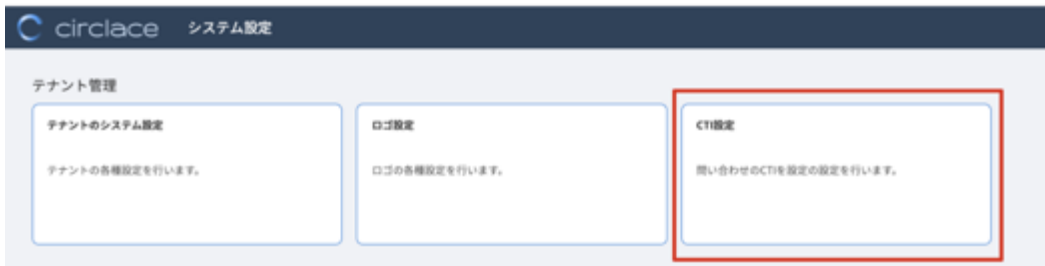 circlace システム設定
テナント管理
テナントのシステム設定
テナントの各種設定を行います。
ロゴ設定
ロゴの各種設定を行います。
CTI設定
問い合わせのCTIを設定の設定を行います。